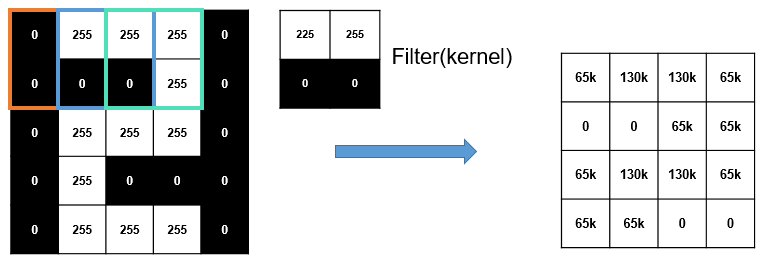 0 255 255 255 0
0 0 0 255 0
0 255 255 255 0
0 255 0 0 0
0 255 255 255 0
225 255
0 0
Filter(kernel)
65k 130k 130k 65k
0 0 65k 65k
65k 130k 130k 65k
65k 65k 0 0